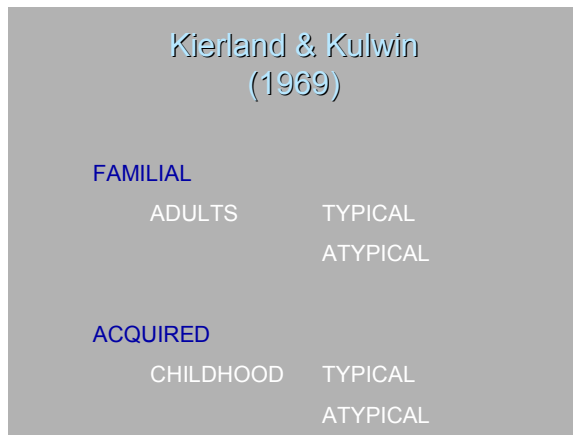 Kierland & Kulwin
(1969)
FAMILIAL
ADULTS TYPICAL
ATYPICAL
ACQUIRED
CHILDHOOD TYPICAL
ATYPICAL